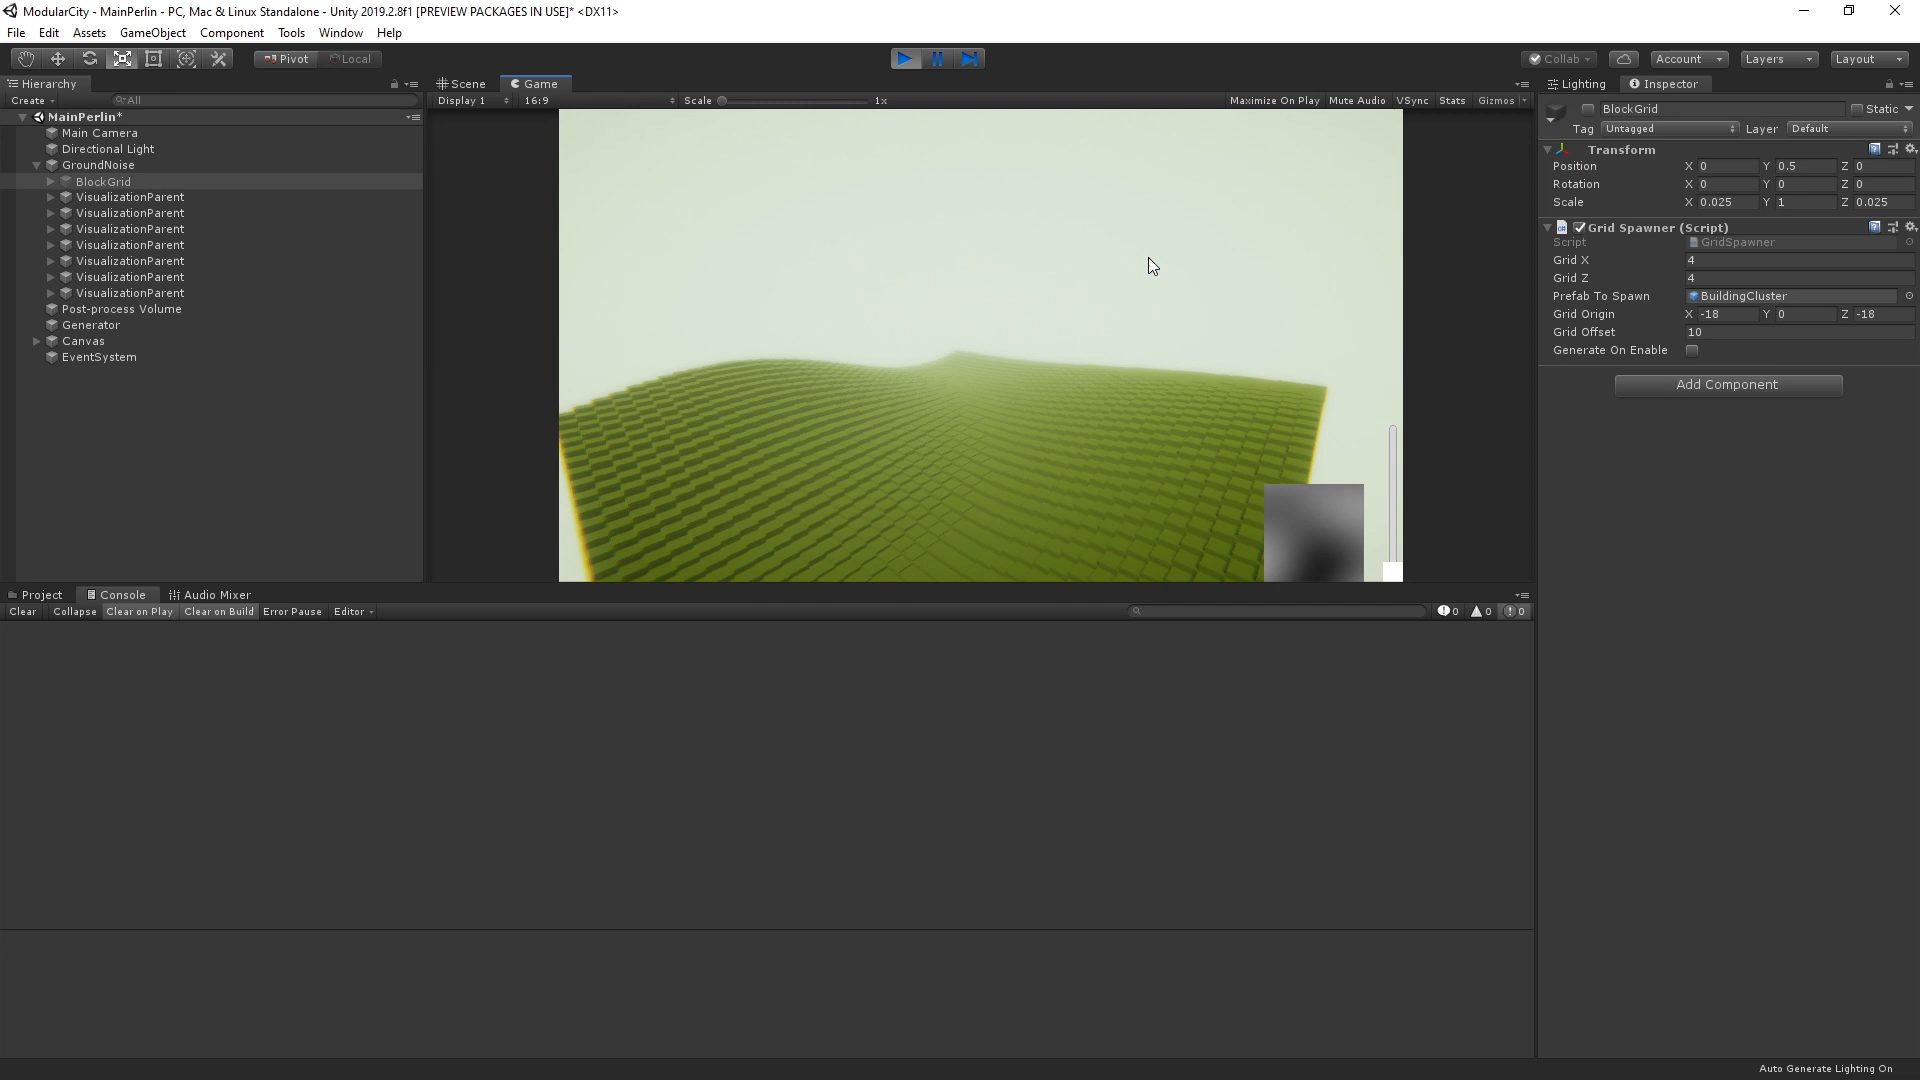 ModularCity - MainPerlin - PC, Mac & Linux Standalone - Unity 2019.2.8f1 [PREVIEW PACKAGES IN USE]* <DX11>
File Edit Assets GameObject Component Tools Window Help
Pivot Local Collab Account Layers Layout
Hierarchy Scene Game Lighting Inspector
Create All Display 1 16:9 Scale 1x Maximize On Play Mute Audio VSync Stats Gizmos
MainPerlin*
Main Camera
Directional Light
GroundNoise
BlockGrid
VisualizationParent
VisualizationParent
VisualizationParent
VisualizationParent
VisualizationParent
VisualizationParent
VisualizationParent
Post-process Volume
Generator
Canvas
EventSystem
BlockGrid Static
Tag Untagged Layer Default
Transform
Position X 0 Y 0.5 Z 0
Rotation X 0 Y 0 Z 0
Scale X 0.025 Y 1 Z 0.025
Grid Spawner (Script)
Script GridSpawner
Grid X 4
Grid Z 4
Prefab To Spawn BuildingCluster
Grid Origin X -18 Y 0 Z -18
Grid Offset 10
Generate On Enable
Add Component
Project Console Audio Mixer
Clear Collapse Clear on Play Clear on Build Error Pause Editor 0 0 0
Auto Generate Lighting On